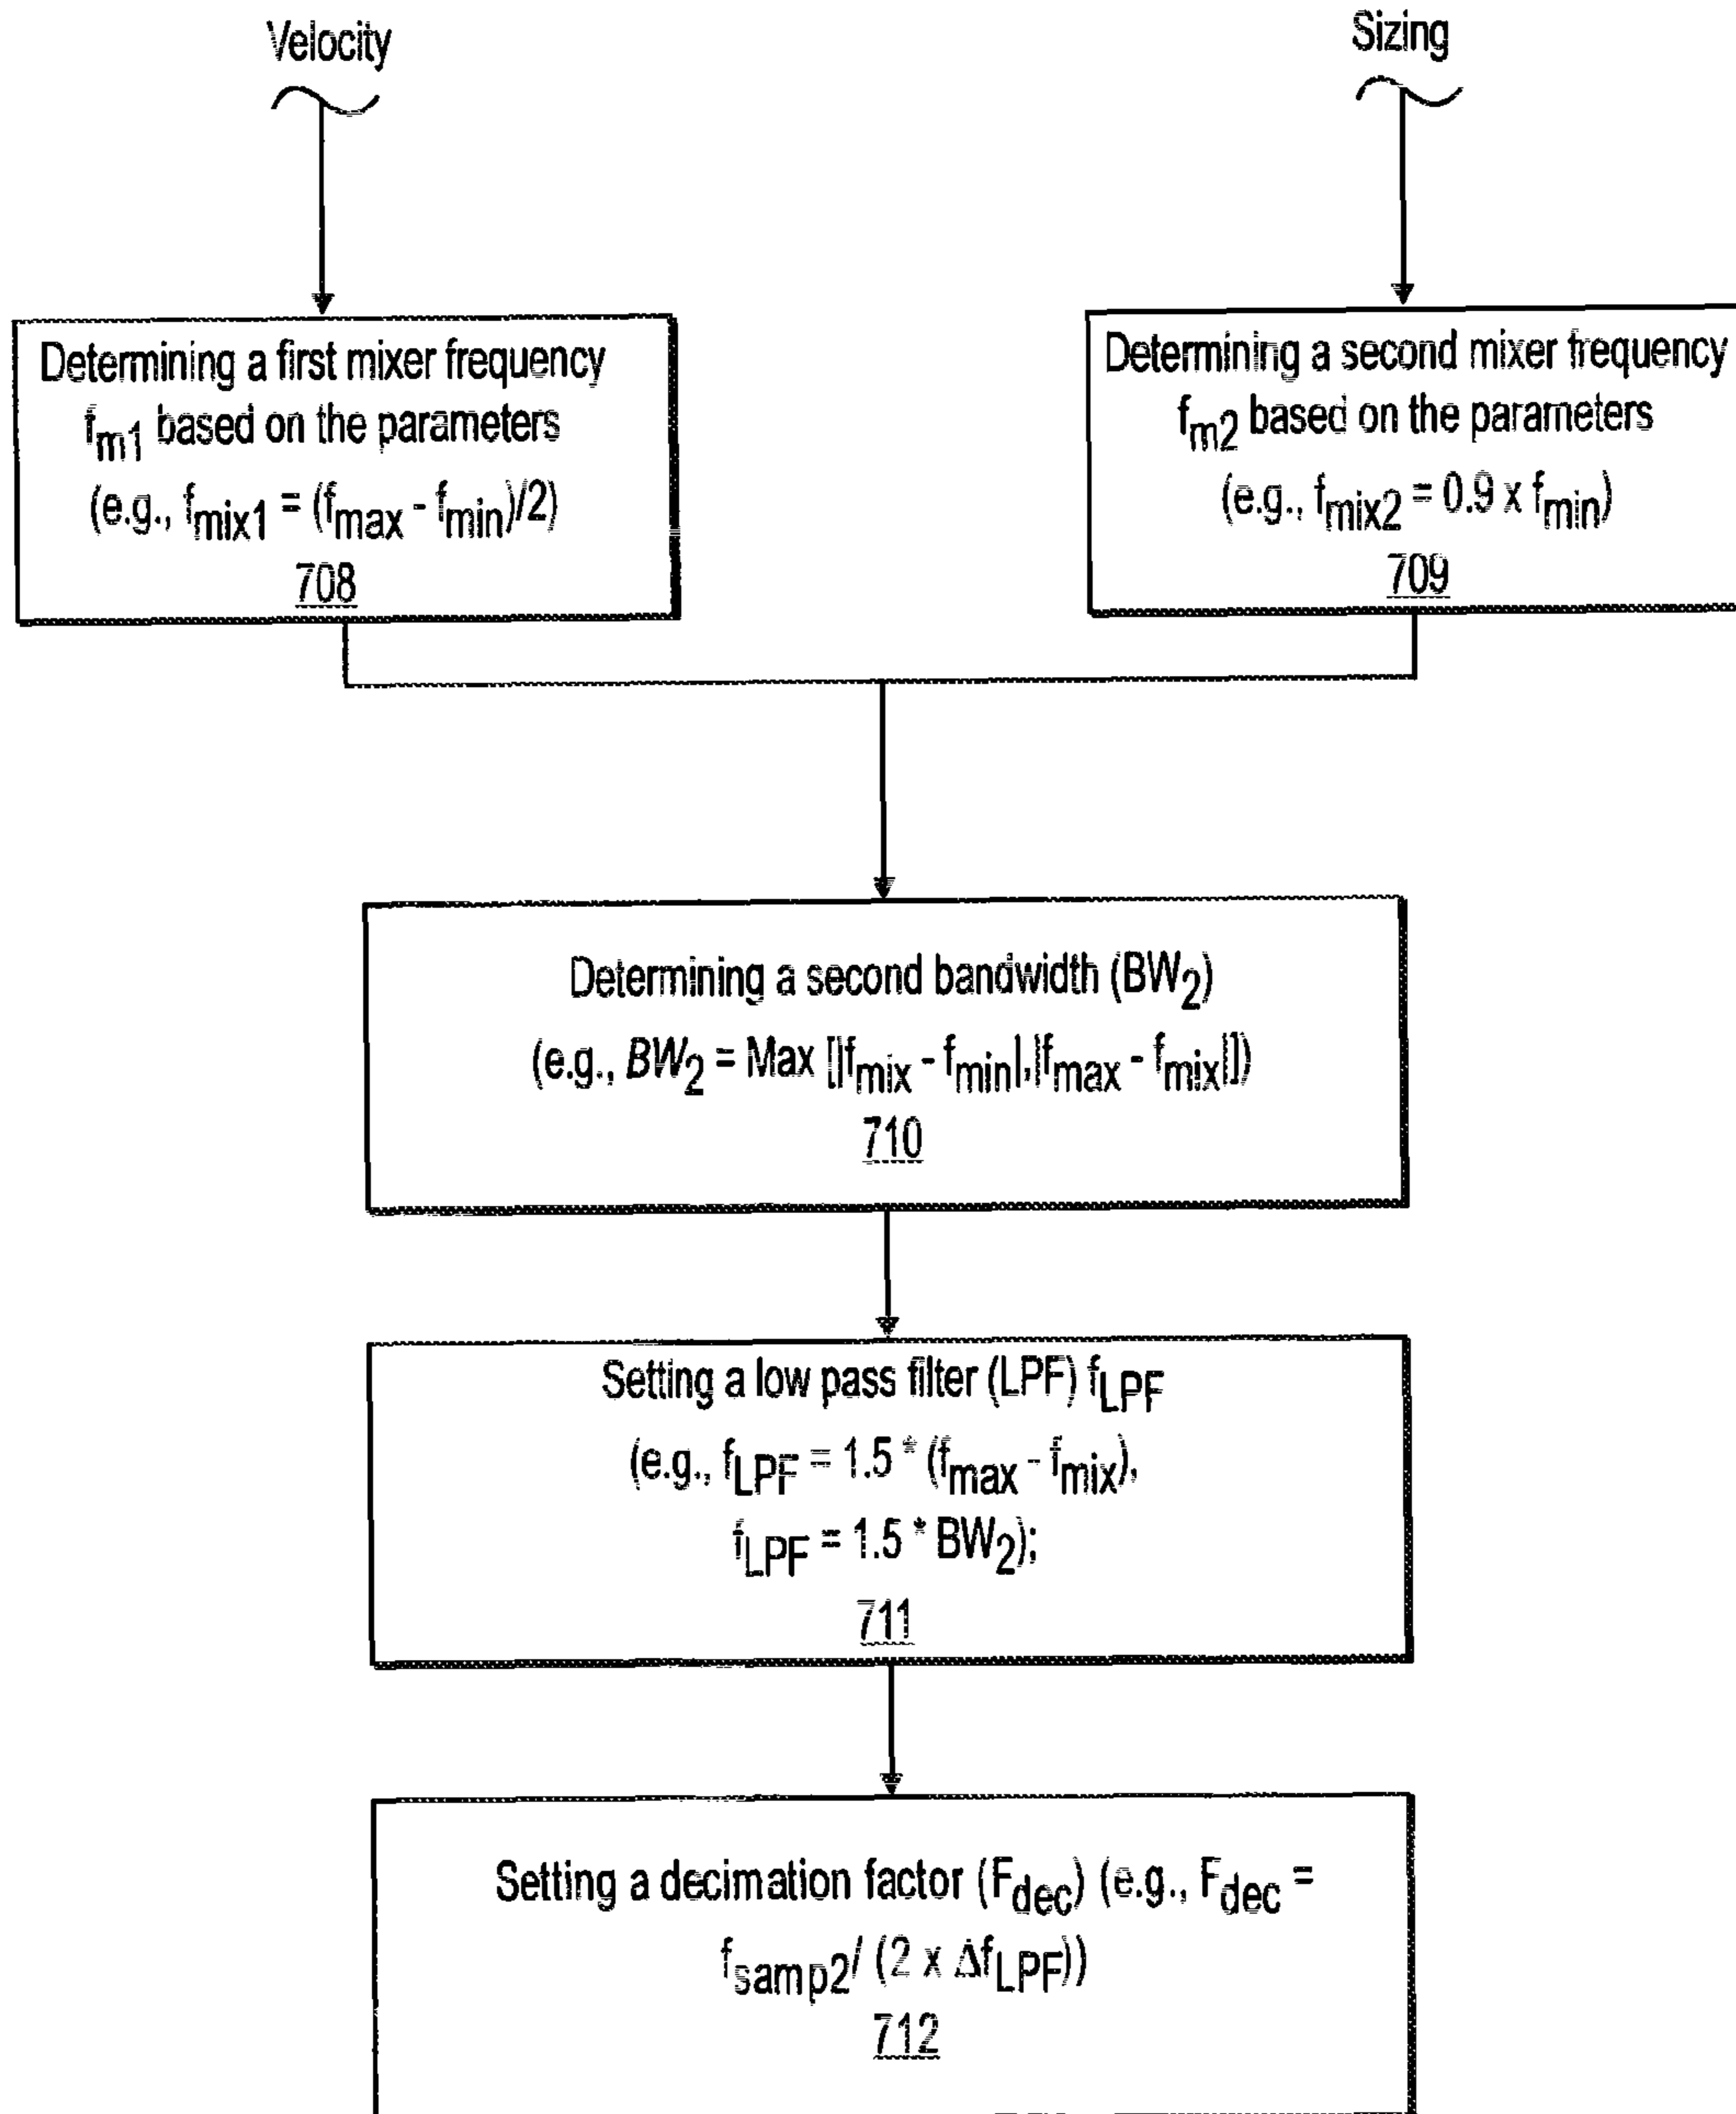 Velocity
Sizing
Determining a first mixer frequency
fm1 based on the parameters
(e.g., fmix1 = (fmax - fmin)/2)
708
Determining a second mixer frequency
fm2 based on the parameters
(e.g., fmix2 = 0.9 x fmin)
709
Determining a second bandwidth (BW2)
(e.g., BW2 = Max [|fmix - fmin|,|fmax - fmix|])
710
Setting a low pass filter (LPF) fLPF
(e.g., fLPF = 1.5 * (fmax - fmix),
fLPF = 1.5 * BW2);
711
Setting a decimation factor (Fdec) (e.g., Fdec =
fsamp2/ (2 x ΔfLPF))
712